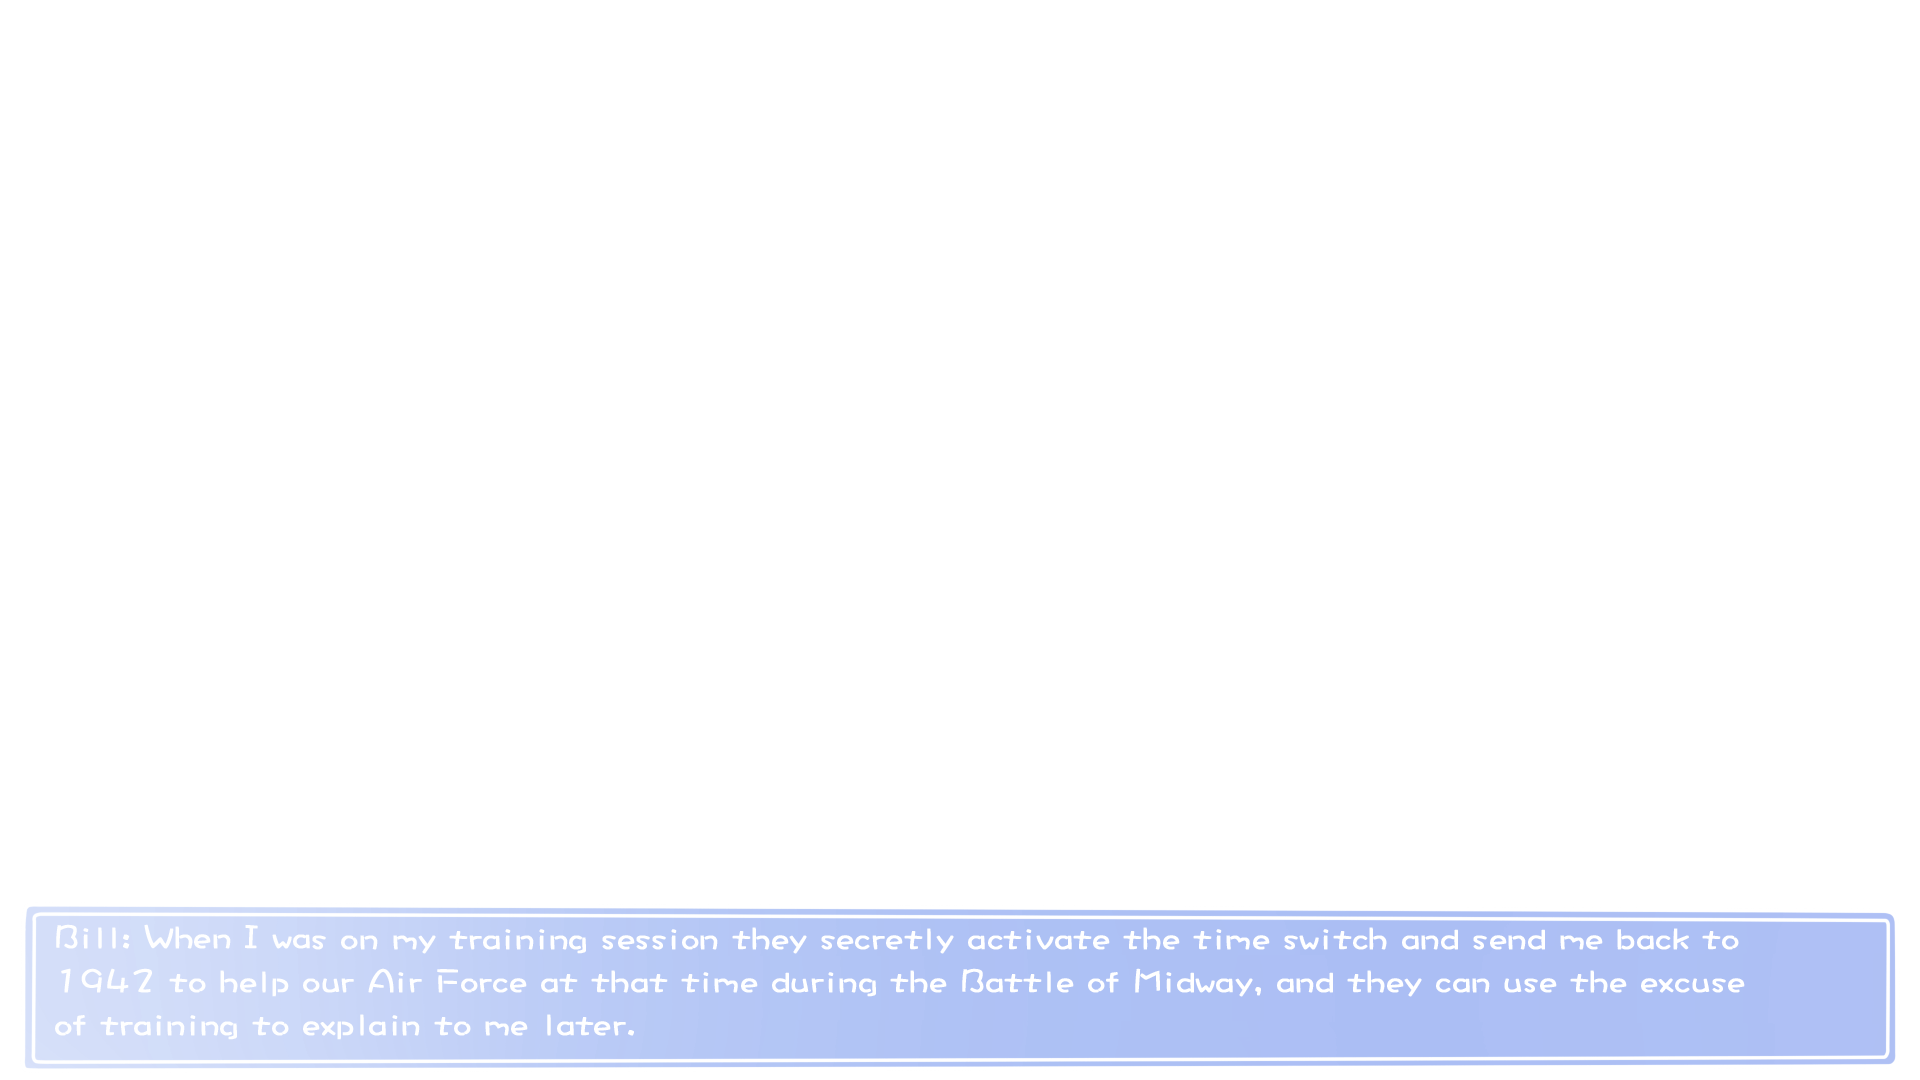 Bill: When I was on my training session they secretly activate the time switch and send me back to
1942 to help our Air Force at that time during the Battle of Midway, and they can use the excuse
of training to explain to me later.